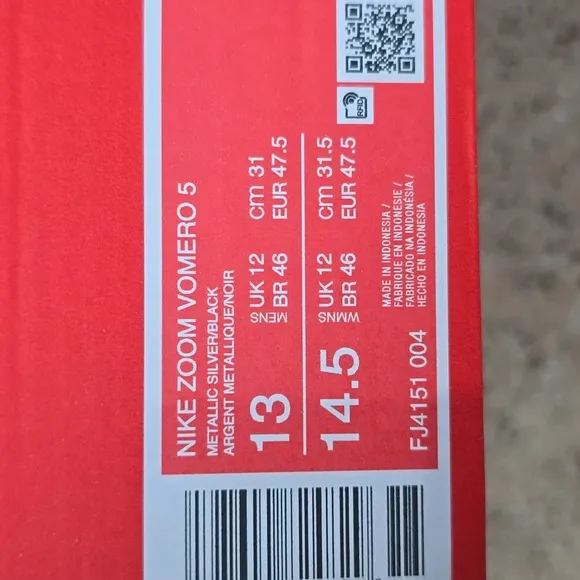 NIKE ZOOM VOMERO 5
METALLIC SILVER/BLACK
ARGENT METALLIQUE/NOIR
13
MENS
UK 12
cm 31
BR 46
EUR 47.5
14.5
WMNS
UK 12
cm 31.5
BR 46
EUR 47.5
MADE IN INDONESIA /
FABRIQUE EN INDONESIE /
FABRICADO NA INDONÉSIA /
HECHO EN INDONESIA
FJ4151 004
RFID